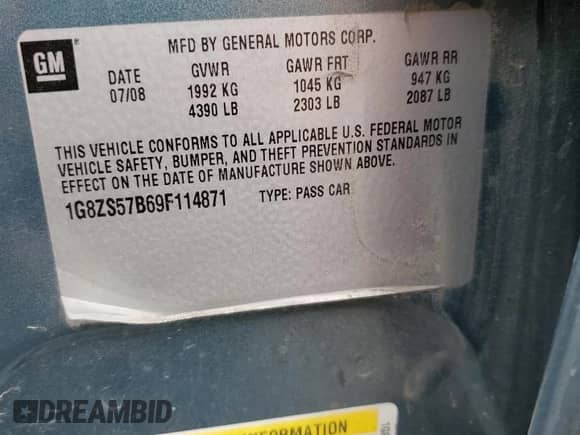 GM
MFD BY GENERAL MOTORS CORP.
DATE GVWR GAWR FRT GAWR RR
07/08 1992 KG 1045 KG 947 KG
4390 LB 2303 LB 2087 LB
THIS VEHICLE CONFORMS TO ALL APPLICABLE U.S. FEDERAL MOTOR
VEHICLE SAFETY, BUMPER, AND THEFT PREVENTION STANDARDS IN
EFFECT ON THE DATE OF MANUFACTURE SHOWN ABOVE.
1G8ZS57B69F114871 TYPE: PASS CAR
DREAMBID
INFORMATION